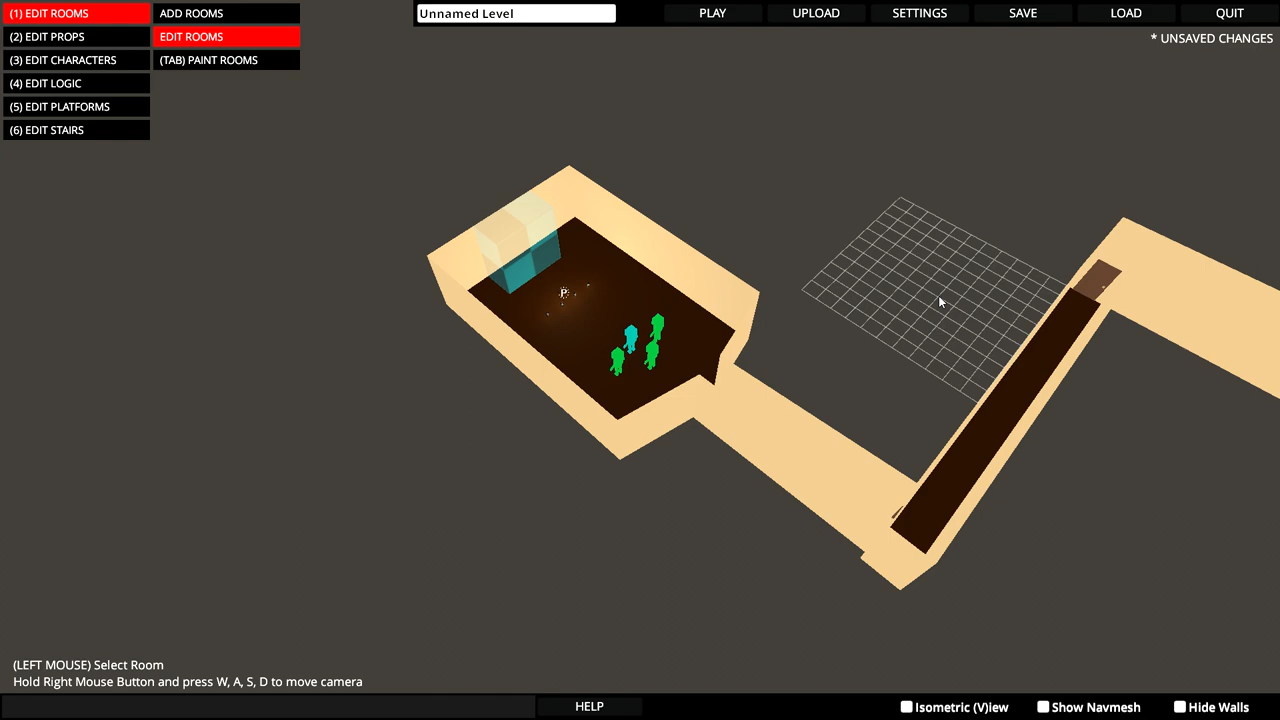 (1) EDIT ROOMS
ADD ROOMS
Unnamed Level
PLAY
UPLOAD
SETTINGS
SAVE
LOAD
QUIT
(2) EDIT PROPS
EDIT ROOMS
* UNSAVED CHANGES
(3) EDIT CHARACTERS
(TAB) PAINT ROOMS
(4) EDIT LOGIC
(5) EDIT PLATFORMS
(6) EDIT STAIRS
P
(LEFT MOUSE) Select Room
Hold Right Mouse Button and press W, A, S, D to move camera
HELP
Isometric (V)iew
Show Navmesh
Hide Walls